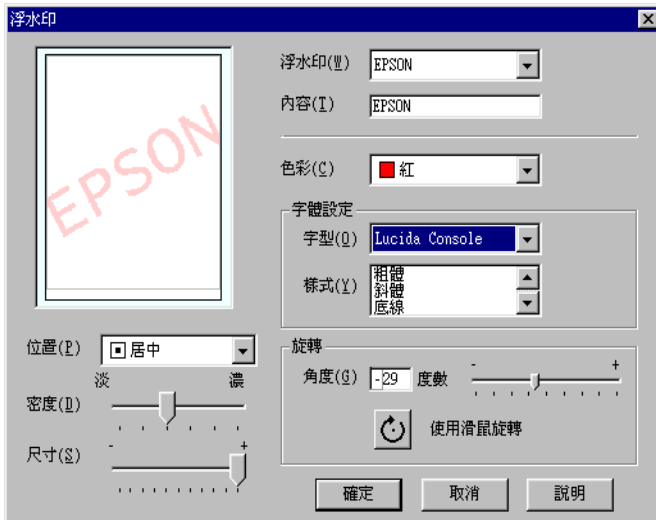 浮水印
EPSON
浮水印(W) EPSON
內容(I) EPSON
色彩(C) 紅
字體設定
字型(O) Lucida Console
樣式(Y) 粗體
斜體
底線
位置(P) 居中
淡 濃
密度(D)
尺寸(S) - +
旋轉
角度(G) -29 度數 - +
使用滑鼠旋轉
確定 取消 說明